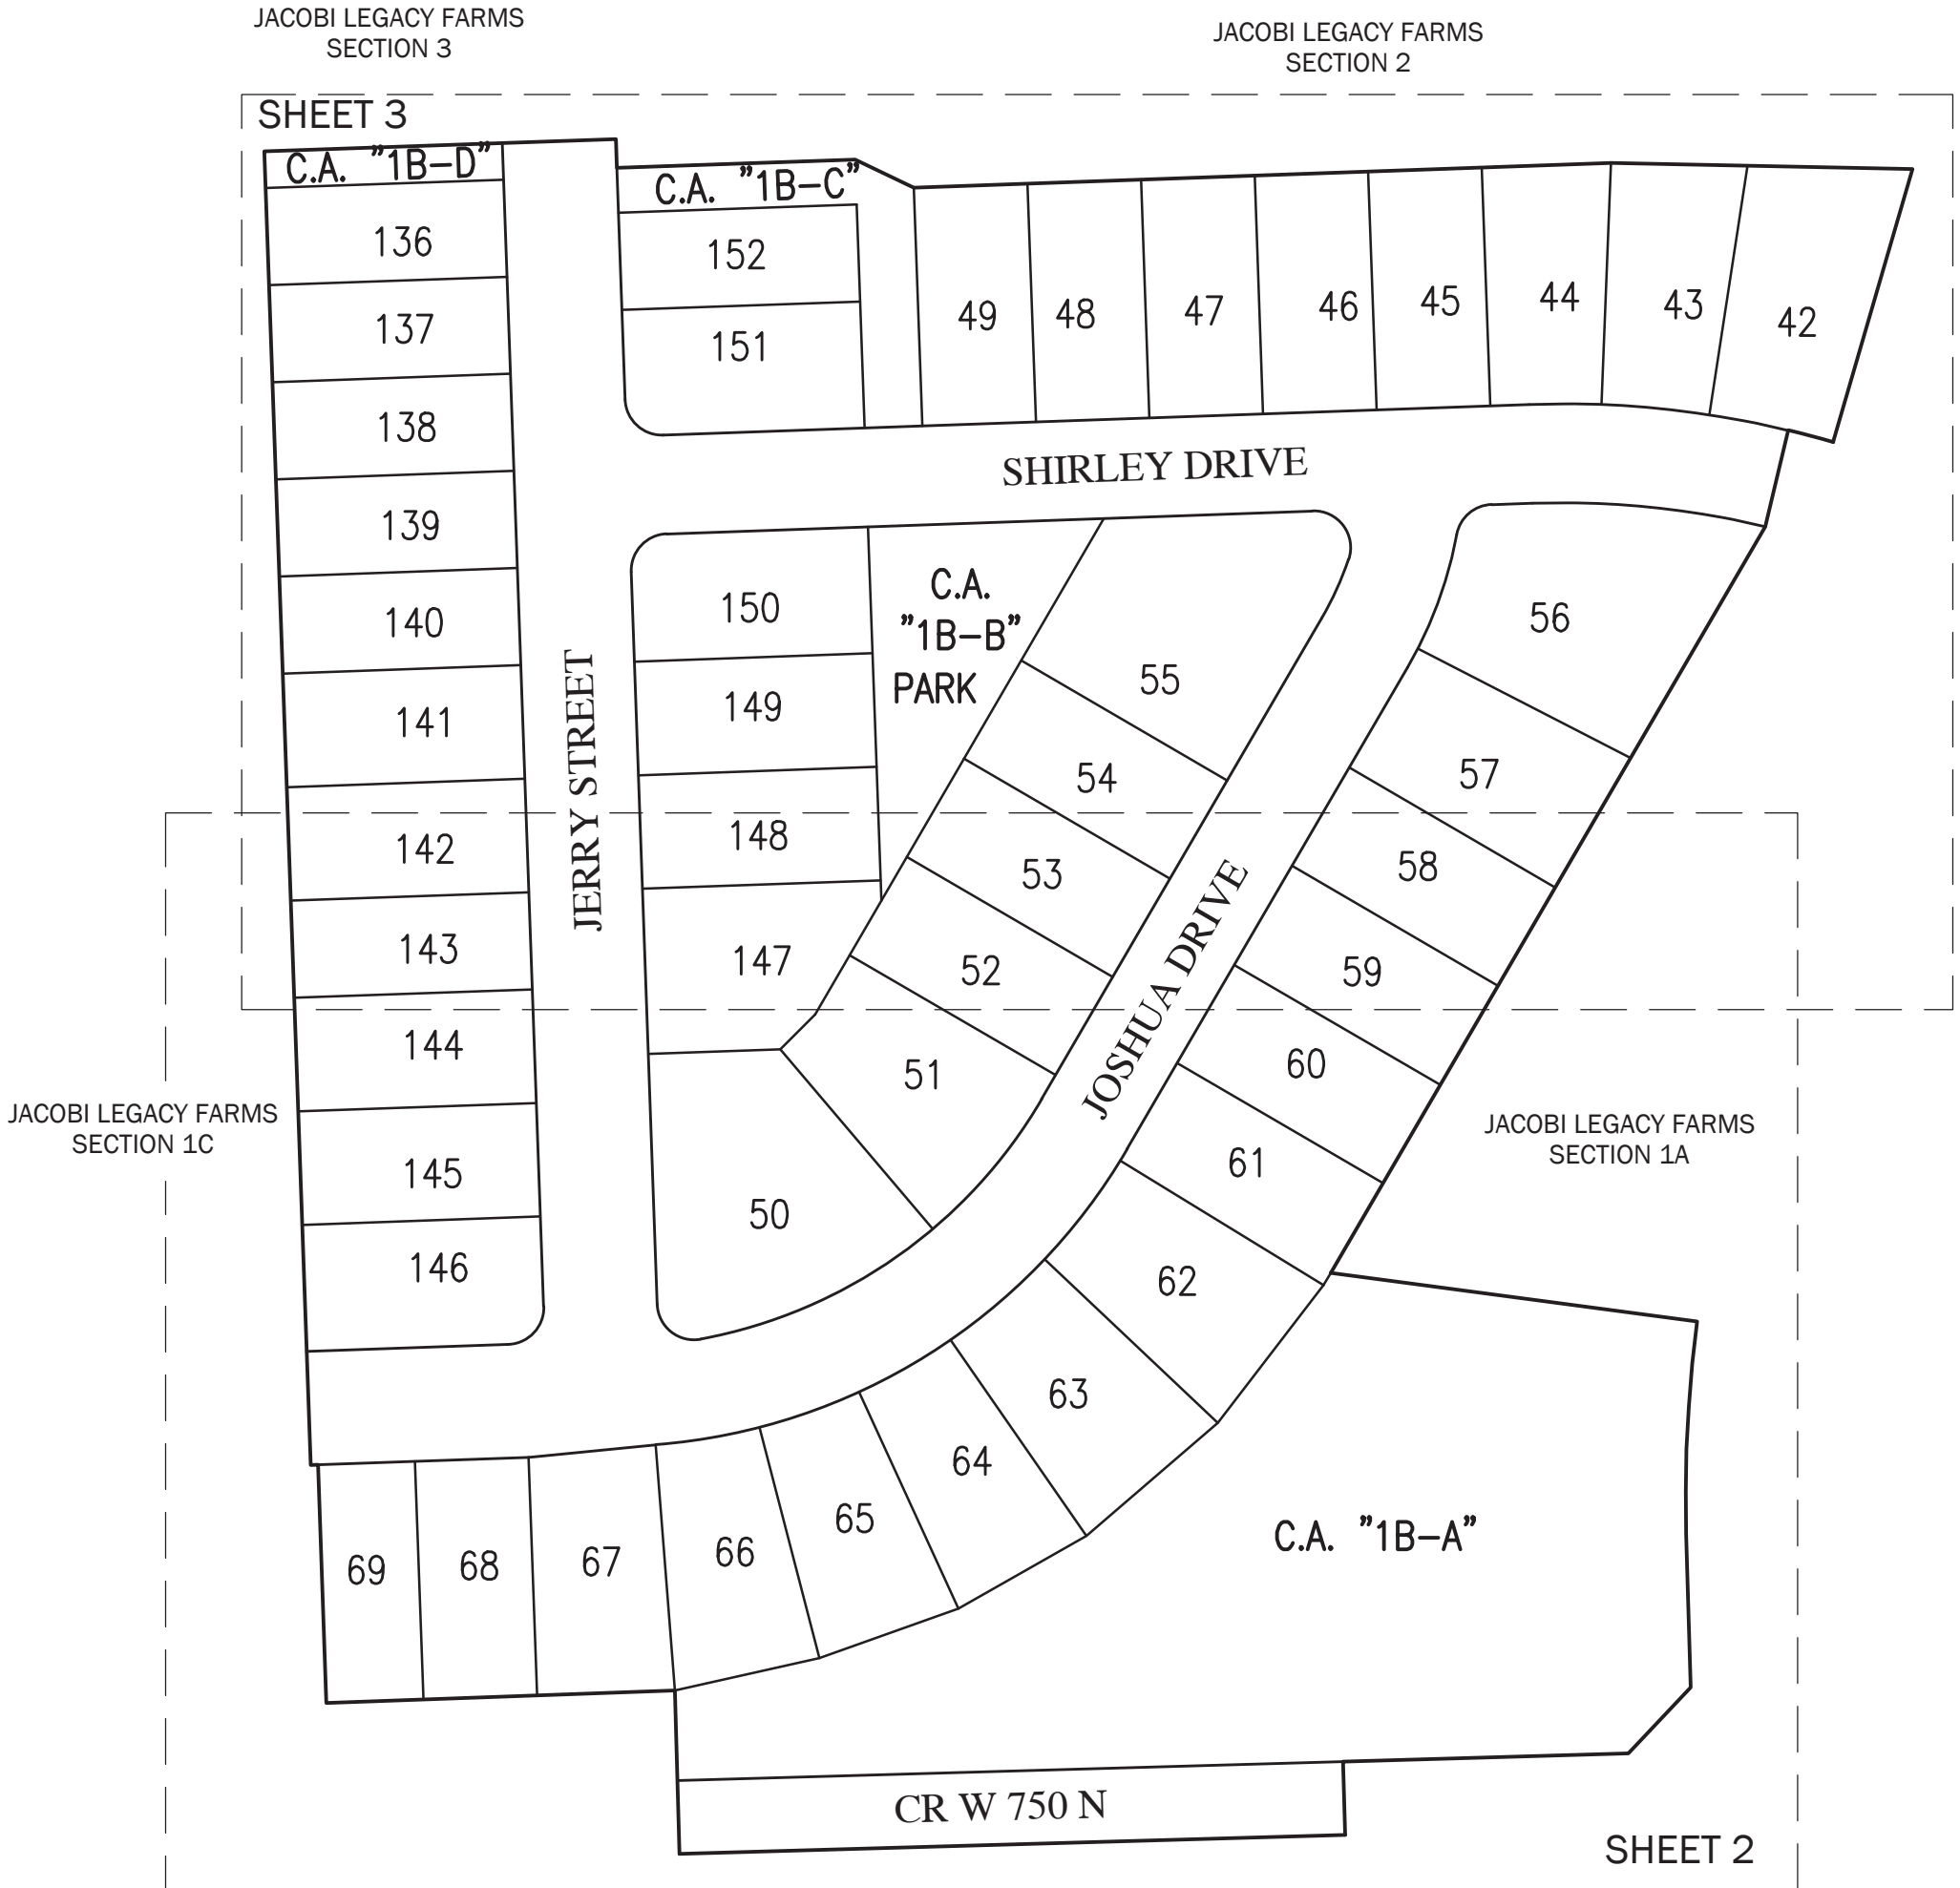 JACOBI LEGACY FARMS
SECTION 3
JACOBI LEGACY FARMS
SECTION 2
SHEET 3
C.A. "1B-D"
C.A. "1B-C"
136
137
138
139
140
141
142
143
144
145
146
152
151
49
48
47
46
45
44
43
42
SHIRLEY DRIVE
JERRY STREET
150
149
148
147
C.A.
"1B-B"
PARK
55
54
53
52
51
50
JOSHUA DRIVE
56
57
58
59
60
61
62
63
64
65
66
67
68
69
JACOBI LEGACY FARMS
SECTION 1C
JACOBI LEGACY FARMS
SECTION 1A
C.A. "1B-A"
CR W 750 N
SHEET 2